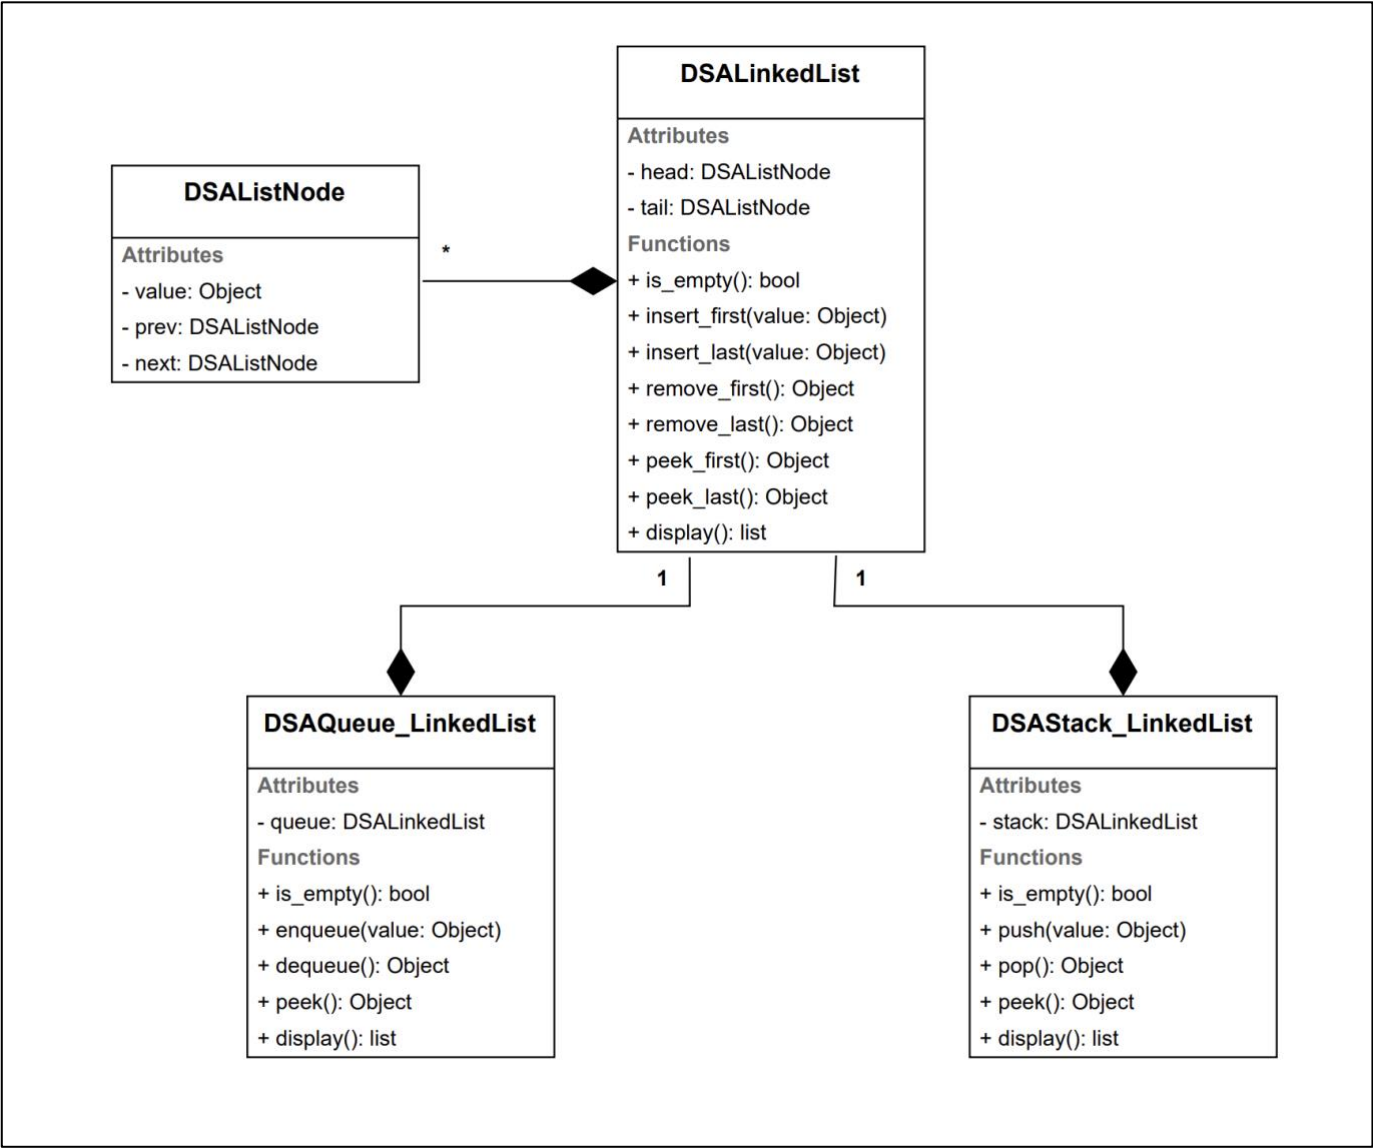 DSALinkedList
Attributes
- head: DSAListNode
- tail: DSAListNode
Functions
+ is_empty(): bool
+ insert_first(value: Object)
+ insert_last(value: Object)
+ remove_first(): Object
+ remove_last(): Object
+ peek_first(): Object
+ peek_last(): Object
+ display(): list
DSAListNode
Attributes
- value: Object
- prev: DSAListNode
- next: DSAListNode
*
1
1
DSAQueue_LinkedList
Attributes
- queue: DSALinkedList
Functions
+ is_empty(): bool
+ enqueue(value: Object)
+ dequeue(): Object
+ peek(): Object
+ display(): list
DSAStack_LinkedList
Attributes
- stack: DSALinkedList
Functions
+ is_empty(): bool
+ push(value: Object)
+ pop(): Object
+ peek(): Object
+ display(): list